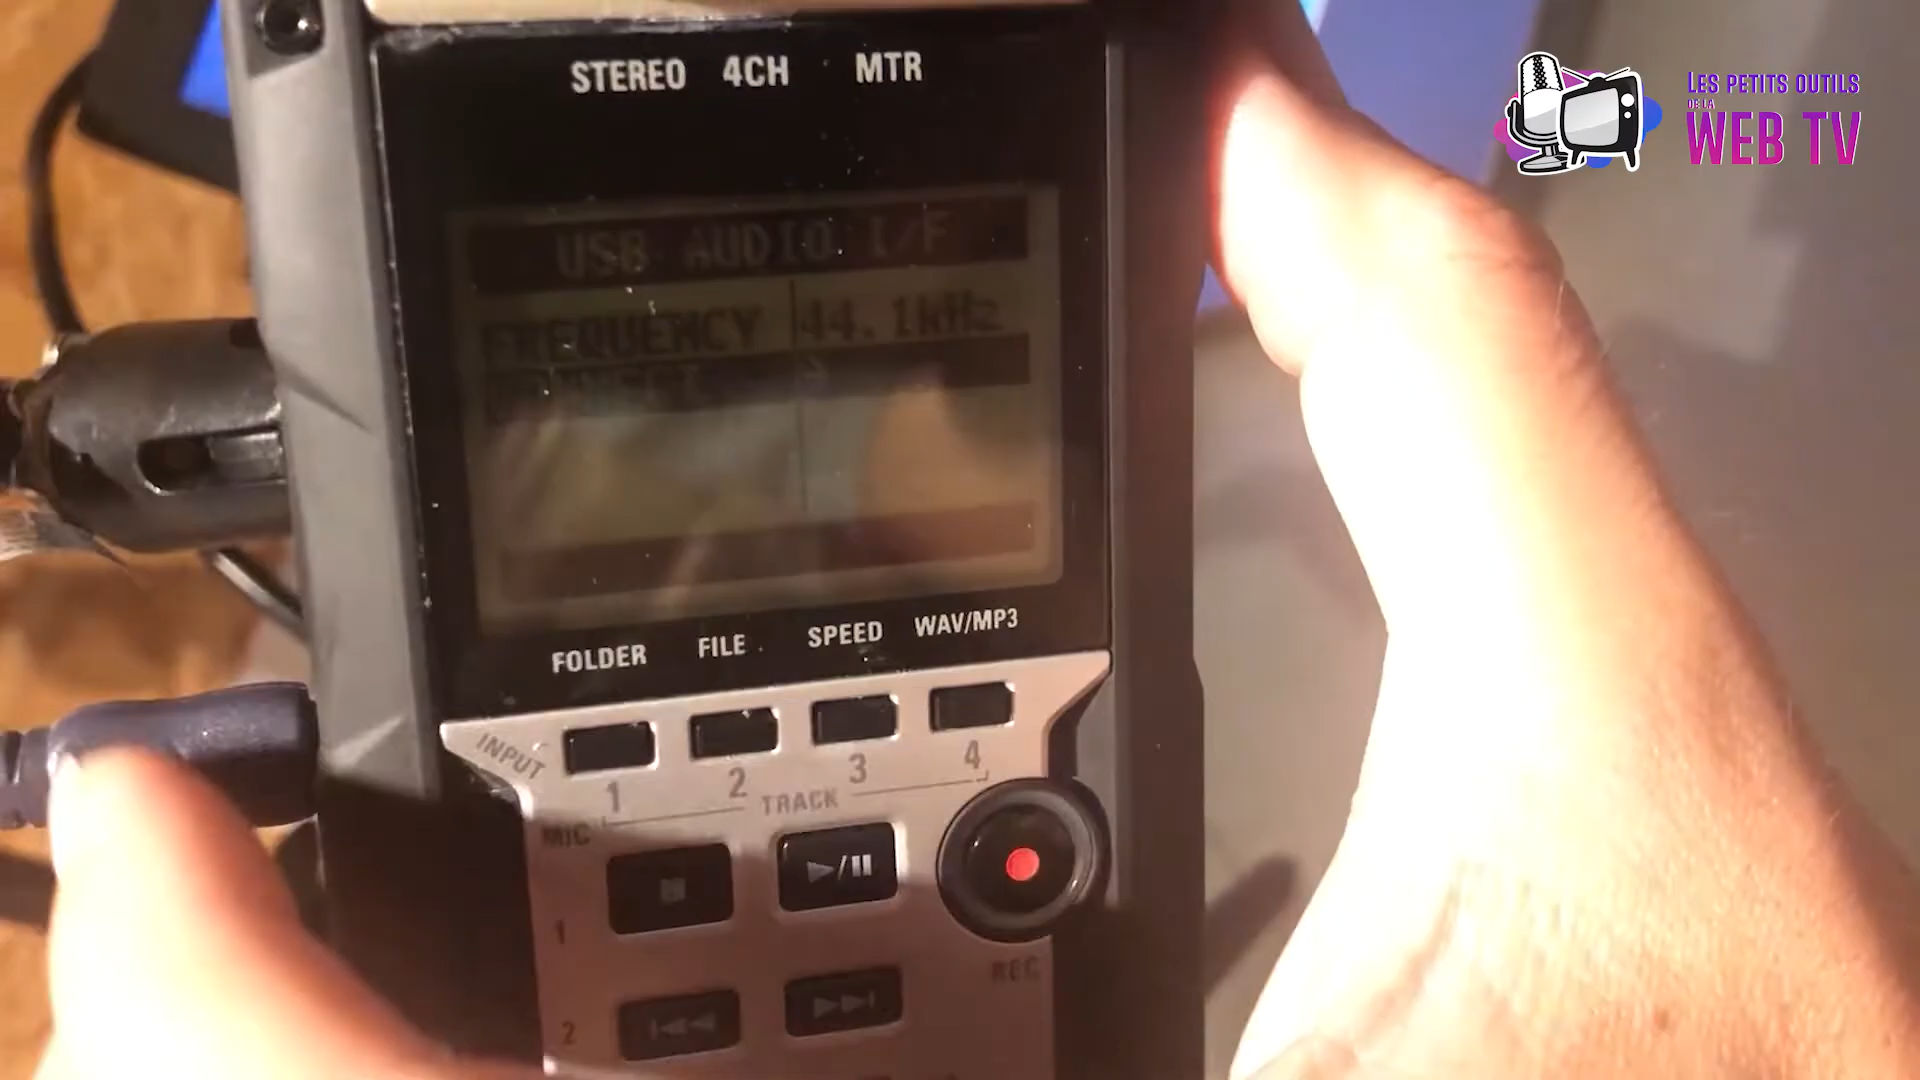 STEREO 4CH MTR
LES PETITS OUTILS
DE LA
WEB TV
USB AUDIO I/F
FREQUENCY 44.1kHz
FOLDER FILE SPEED WAV/MP3
INPUT
1 2 3 4
TRACK
MIC
1
REC
2